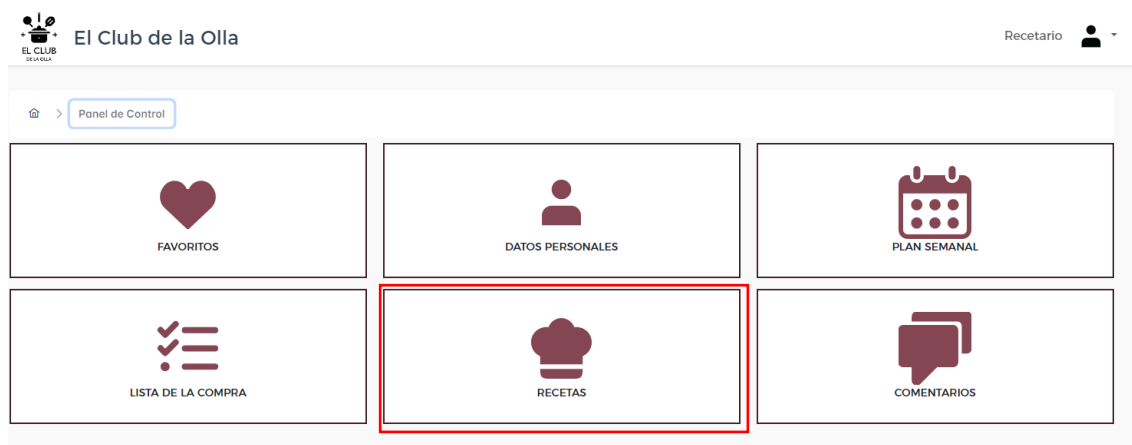 EL CLUB
DE LA OLLA
El Club de la Olla
Recetario
Panel de Control
FAVORITOS
DATOS PERSONALES
PLAN SEMANAL
LISTA DE LA COMPRA
RECETAS
COMENTARIOS